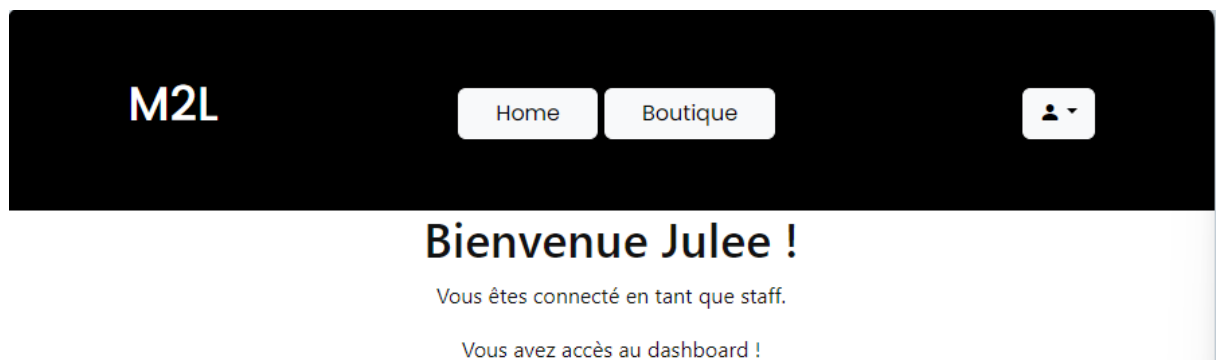 M2L
Home
Boutique
Bienvenue Julee !
Vous êtes connecté en tant que staff.
Vous avez accès au dashboard !